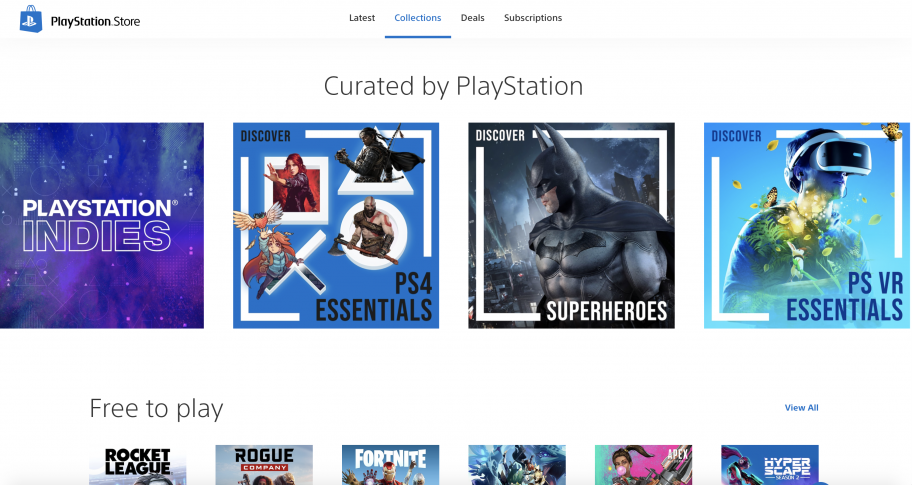 PlayStation Store
Latest
Collections
Deals
Subscriptions
Curated by PlayStation
PLAYSTATION®
INDIES
DISCOVER
PS4
ESSENTIALS
DISCOVER
SUPERHEROES
DISCOVER
PS VR
ESSENTIALS
Free to play
View All
ROCKET
LEAGUE
ROGUE
COMPANY
FORTNITE
APEX
HYPER
SCAPE
SEASON 2